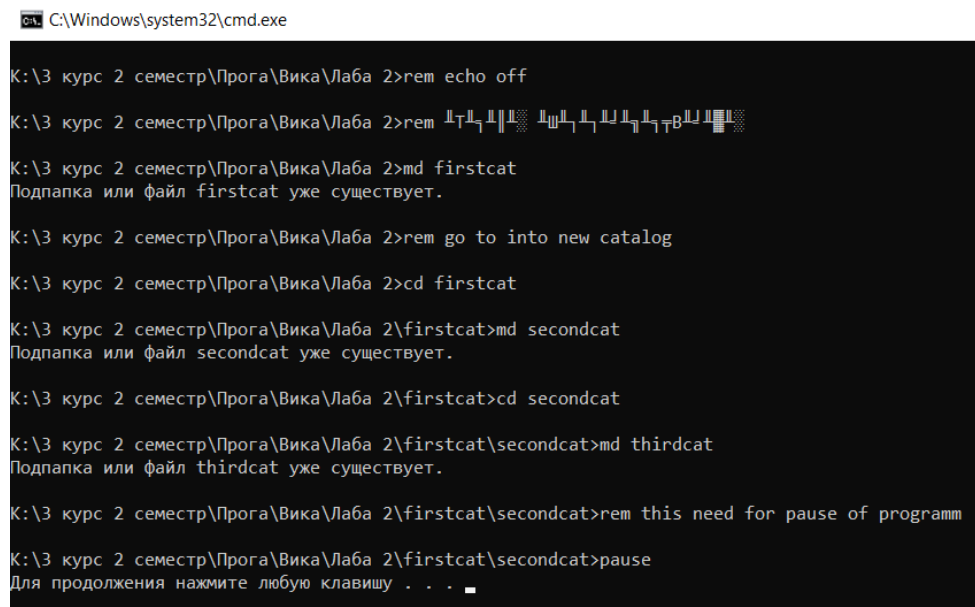 C:\Windows\system32\cmd.exe
K:\3 курс 2 семестр\Прога\Вика\Лаба 2>rem echo off
K:\3 курс 2 семестр\Прога\Вика\Лаба 2>rem
K:\3 курс 2 семестр\Прога\Вика\Лаба 2>md firstcat
Подпапка или файл firstcat уже существует.
K:\3 курс 2 семестр\Прога\Вика\Лаба 2>rem go to into new catalog
K:\3 курс 2 семестр\Прога\Вика\Лаба 2>cd firstcat
K:\3 курс 2 семестр\Прога\Вика\Лаба 2\firstcat>md secondcat
Подпапка или файл secondcat уже существует.
K:\3 курс 2 семестр\Прога\Вика\Лаба 2\firstcat>cd secondcat
K:\3 курс 2 семестр\Прога\Вика\Лаба 2\firstcat\secondcat>md thirdcat
Подпапка или файл thirdcat уже существует.
K:\3 курс 2 семестр\Прога\Вика\Лаба 2\firstcat\secondcat>rem this need for pause of programm
K:\3 курс 2 семестр\Прога\Вика\Лаба 2\firstcat\secondcat>pause
Для продолжения нажмите любую клавишу . . .